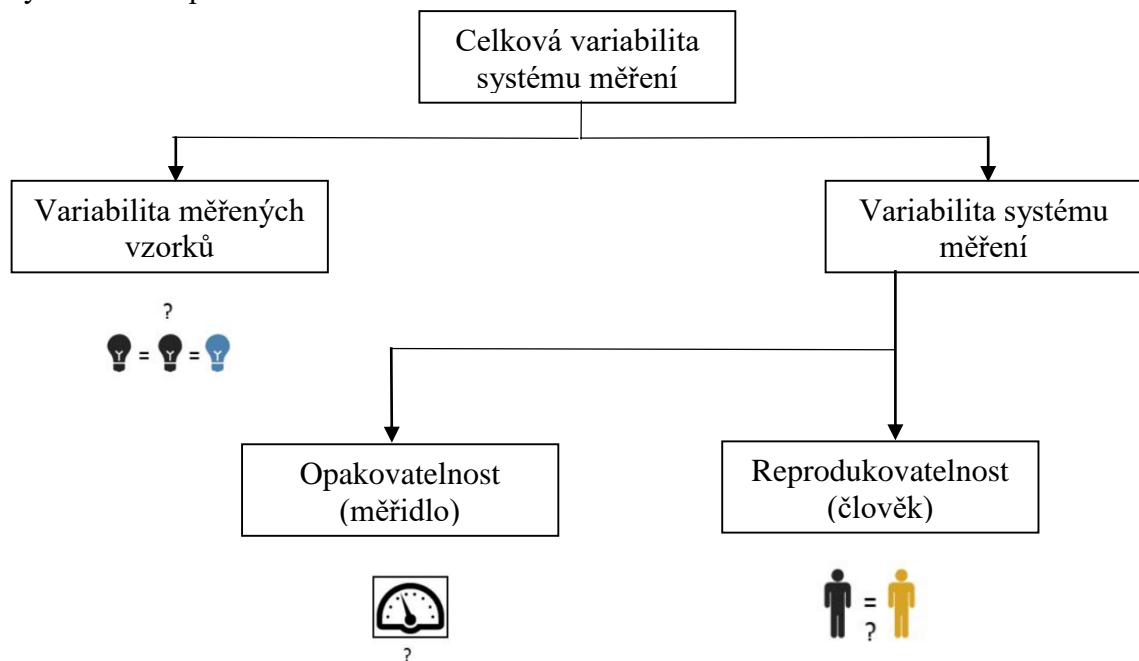 Celková variabilita
systému měření
Variabilita měřených
vzorků
Variabilita systému
měření
?
= =
Opakovatelnost
(měřidlo)
Reprodukovatelnost
(člověk)
=
?
?